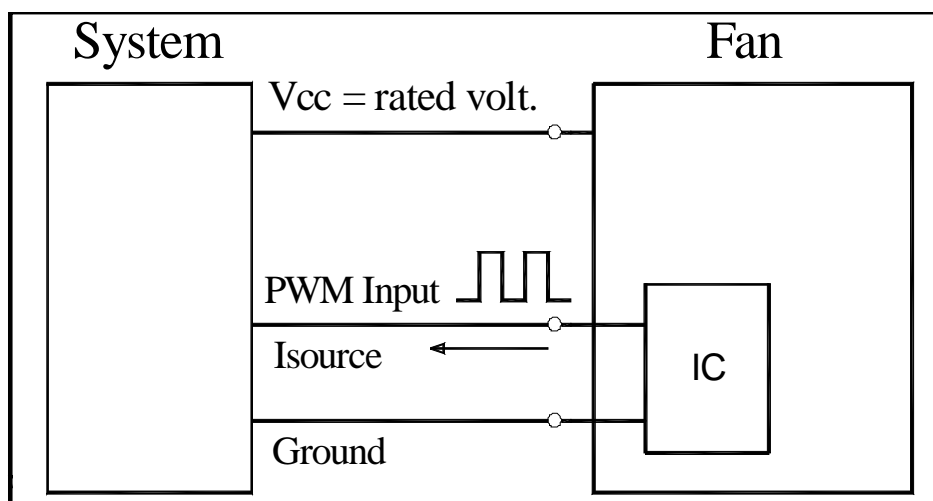 System
Fan
Vcc = rated volt.
PWM Input
Isource
IC
Ground